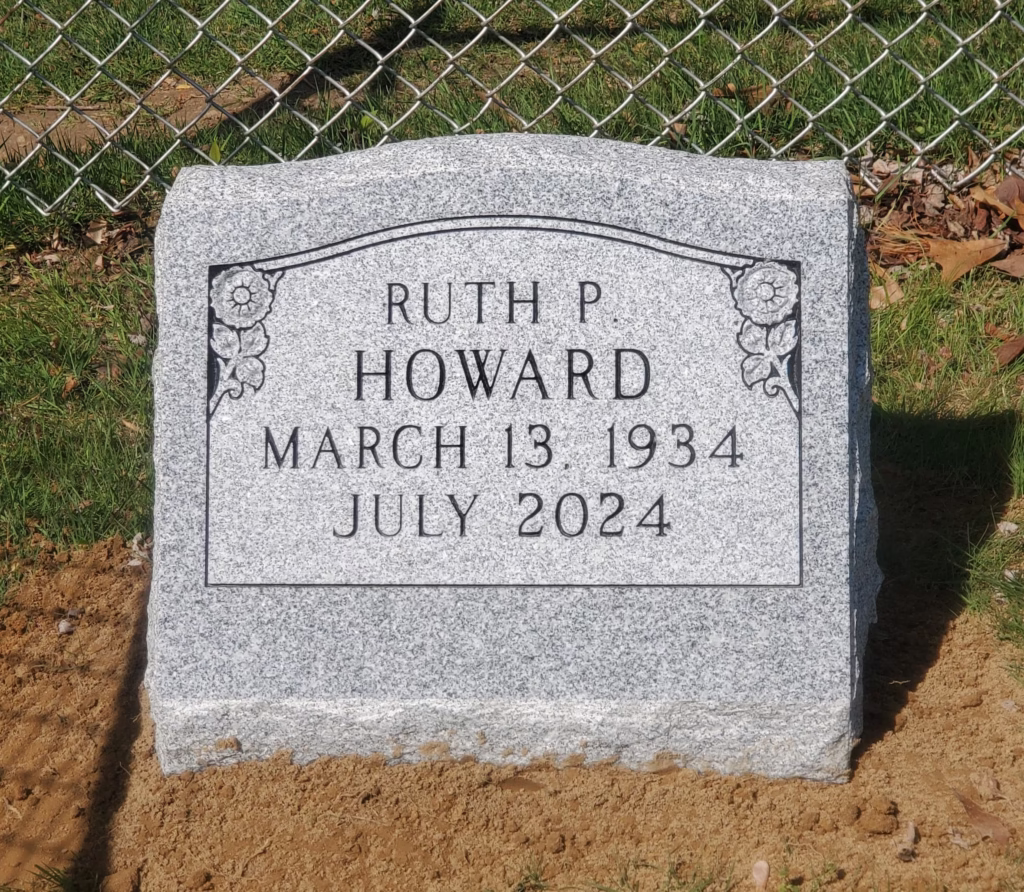 RUTH P.
HOWARD
MARCH 13, 1934
JULY 2024